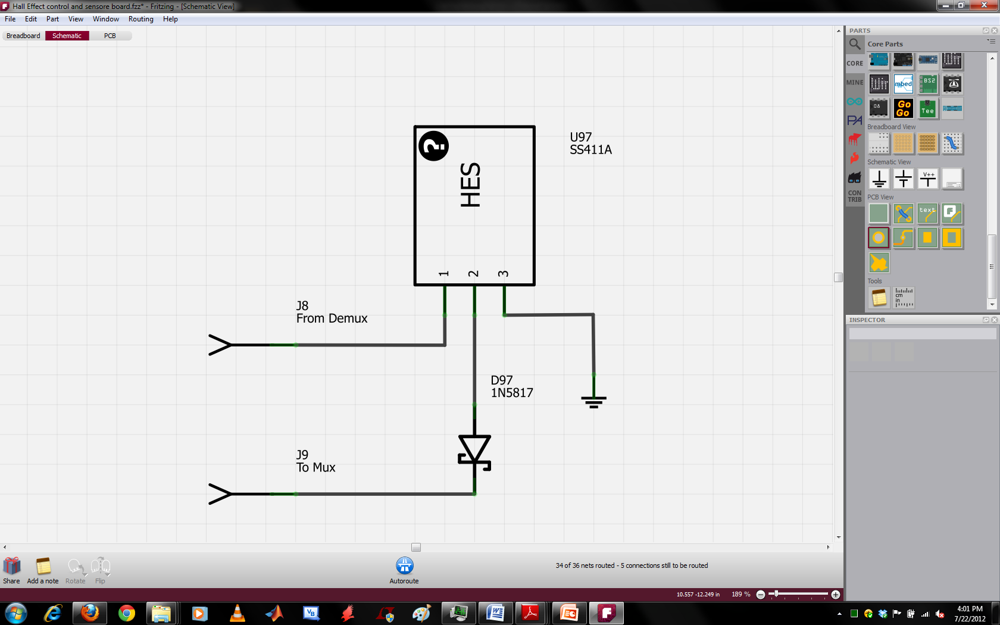 Hall Effect control and sensore board.fzz* - Fritzing - [Schematic View]
File Edit Part View Window Routing Help
Breadboard Schematic PCB
U97
SS411A
HES
1 2 3
J8
From Demux
D97
1N5817
J9
To Mux
PARTS
Core Parts
CORE
MINE
CON
TRIB
mbed
BS2
Go
Go
Tee
Breadboard View
Schematic View
V++
PCB View
text
F
Tools
cm
in
INSPECTOR
Share Add a note Rotate Flip
Autoroute
34 of 36 nets routed - 5 connections still to be routed
10.557 -12.249 in 189 %
VB
W
P
F
4:01 PM
7/22/2012